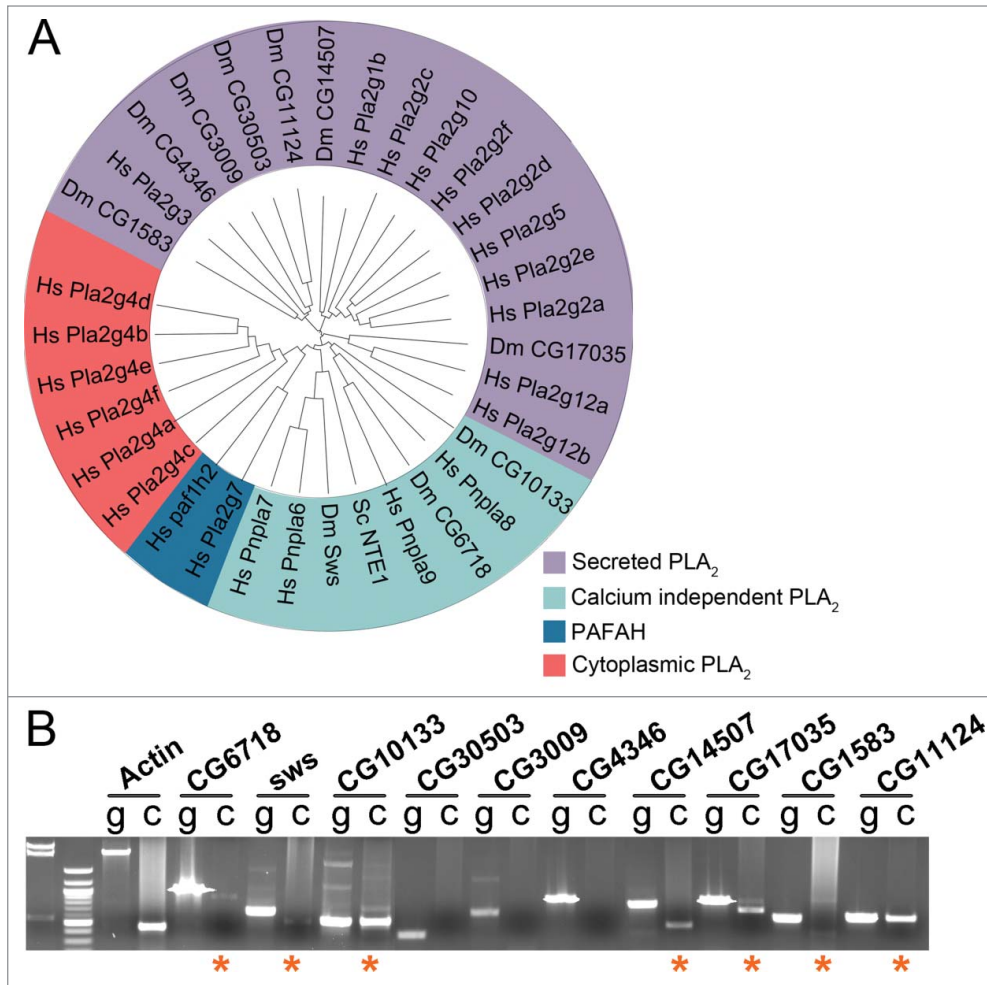 A
Dm CG1583
Hs Pla2g3
Dm CG4346
Dm CG3009
Dm CG30503
Dm CG11124
Dm CG14507
Hs Pla2g1b
Hs Pla2g2c
Hs Pla2g10
Hs Pla2g2f
Hs Pla2g2d
Hs Pla2g5
Hs Pla2g2e
Hs Pla2g2a
Dm CG17035
Hs Pla2g12a
Hs Pla2g12b
Dm CG10133
Hs Pnpla8
Dm CG6718
Hs Pnpla9
Sc NTE1
Dm Sws
Hs Pnpla6
Hs Pnpla7
Hs Pla2g7
Hs paf1h2
Hs Pla2g4c
Hs Pla2g4a
Hs Pla2g4f
Hs Pla2g4e
Hs Pla2g4b
Hs Pla2g4d
Secreted PLA₂
Calcium independent PLA₂
PAFAH
Cytoplasmic PLA₂
B
Actin CG6718 sws CG10133 CG30503 CG3009 CG4346 CG14507 CG17035 CG1583 CG11124
g c g c g c g c g c g c g c g c g c g c g c
* * * * * * *